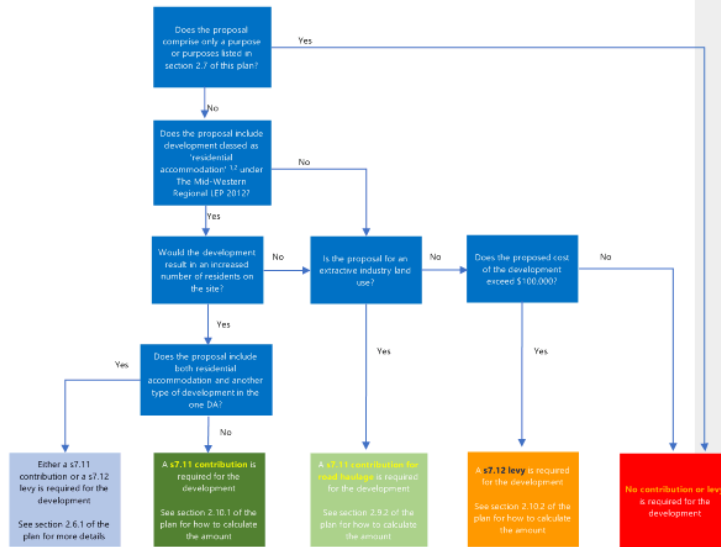 Does the proposal
comprise only a purpose
or purposes listed in
section 2.7 of this plan?
Yes
No
Does the proposal include
development classed as
'residential
accommodation' 1,2 under
The Mid-Western
Regional LEP 2012?
No
Yes
Would the development
result in an increased
number of residents on
the site?
No
Is the proposal for an
extractive industry land
use?
No
Does the proposed cost
of the development
exceed $100,000?
No
Yes
Yes
Yes
Does the proposal include
both residential
accommodation and another
type of development in the
one DA?
Yes
No
Either a s7.11
contribution or a s7.12
levy is required for the
development
See section 2.6.1 of the
plan for more details
A s7.11 contribution is
required for the
development
See section 2.10.1 of the
plan for how to calculate
the amount
A s7.11 contribution for
road haulage is required
for the development
See section 2.9.2 of the
plan for how to calculate
the amount
A s7.12 levy is required
for the development
See section 2.10.2 of the
plan for how to calculate
the amount
No contribution or levy
is required for the
development